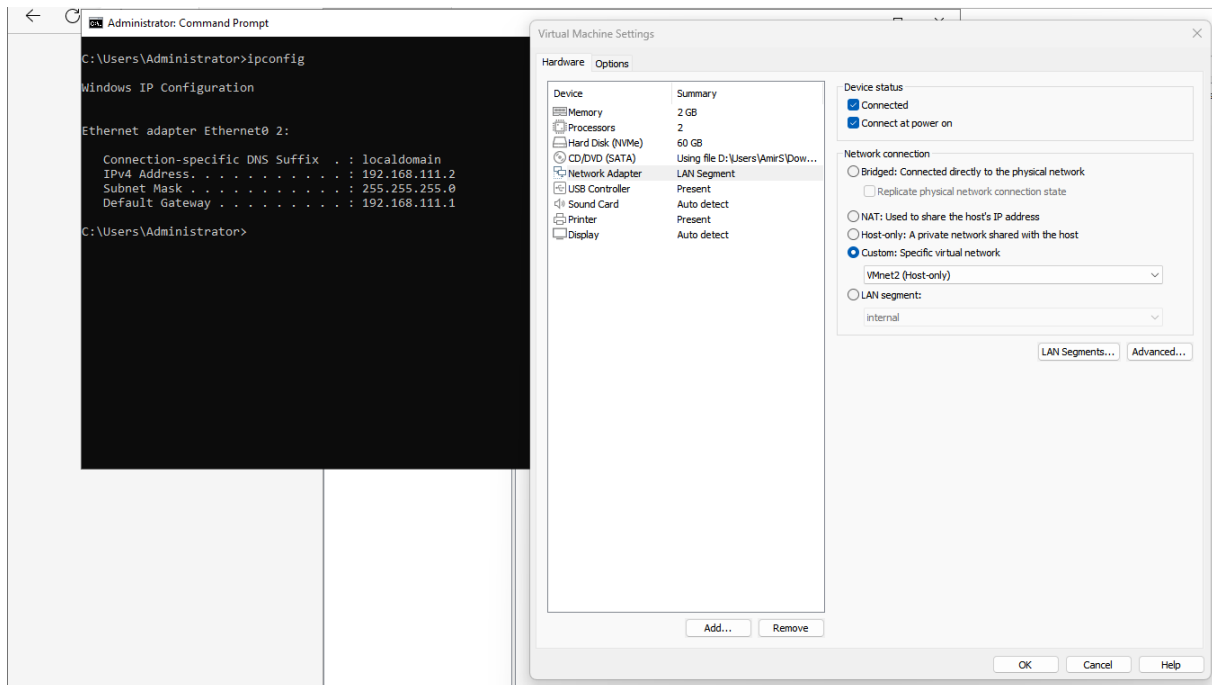 Administrator: Command Prompt
C:\Users\Administrator>ipconfig
Windows IP Configuration
Ethernet adapter Ethernet0 2:
Connection-specific DNS Suffix  . : localdomain
IPv4 Address. . . . . . . . . . . : 192.168.111.2
Subnet Mask . . . . . . . . . . . : 255.255.255.0
Default Gateway . . . . . . . . . : 192.168.111.1
C:\Users\Administrator>
Virtual Machine Settings
Hardware Options
Device Summary
Memory 2 GB
Processors 2
Hard Disk (NVMe) 60 GB
CD/DVD (SATA) Using file D:\Users\AmirS\Dow...
Network Adapter LAN Segment
USB Controller Present
Sound Card Auto detect
Printer Present
Display Auto detect
Add... Remove
Device status
Connected
Connect at power on
Network connection
Bridged: Connected directly to the physical network
Replicate physical network connection state
NAT: Used to share the host's IP address
Host-only: A private network shared with the host
Custom: Specific virtual network
VMnet2 (Host-only)
LAN segment:
internal
LAN Segments... Advanced...
OK Cancel Help